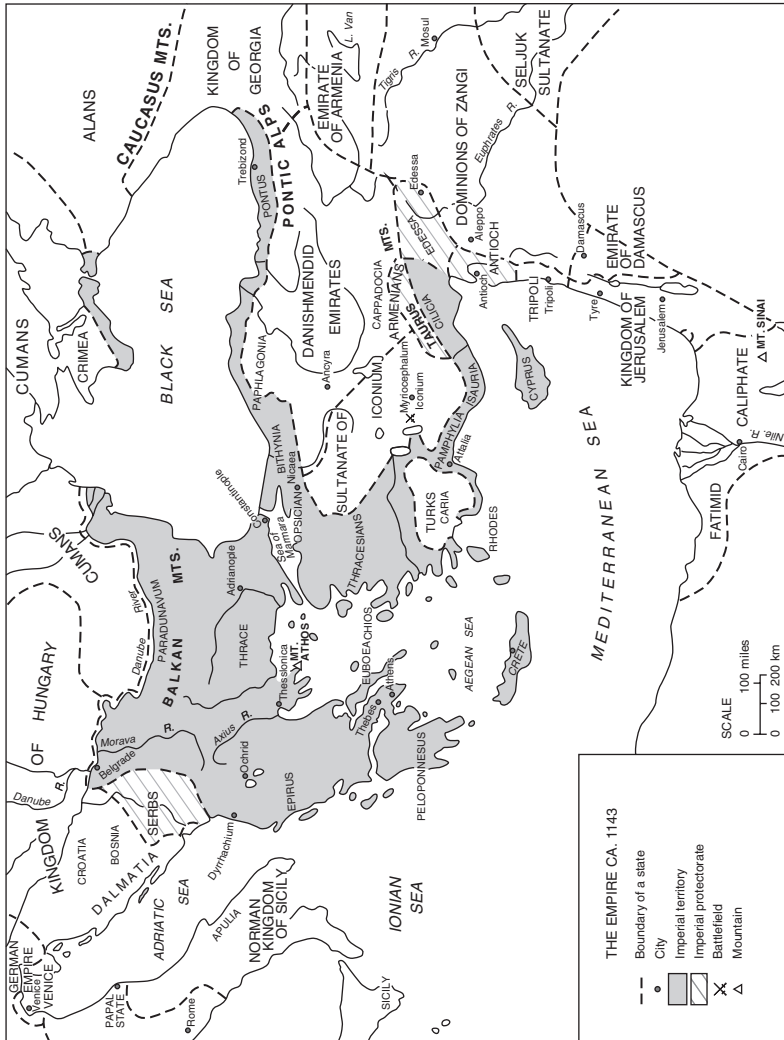 GERMAN
EMPIRE
Venice
VENICE
PAPAL
STATE
Rome
KINGDOM
OF HUNGARY
Danube
R.
CROATIA
BOSNIA
DALMATIA
SERBS
ADRIATIC
SEA
APULIA
NORMAN
KINGDOM
OF SICILY
SICILY
IONIAN
SEA
Belgrade
Morava
R.
Danube
River
CUMANS
PARADUNAVUM
BALKAN
MTS.
Axius
R.
Ochrid
Dyrrhachium
EPIRUS
THRACE
Adrianople
Thesslonica
MT.
ATHOS
EUBOEACHIOS
Thebes
Athens
PELOPONNESUS
AEGEAN SEA
CRETE
RHODES
Constantinople
Sea of
Marmara
OPSICIAN
BITHYNIA
Nicaea
THRACESIANS
TURKS
CARIA
PAMPHYLIA
Attalia
ISAURIA
SULTANATE OF
ICONIUM
Myriocephalum
Iconium
PAPHLAGONIA
Ancyra
DANISHMENDID
EMIRATES
CAPPADOCIA
ARMENIANS
TAURUS
MTS.
CILICIA
CYPRUS
BLACK
SEA
CUMANS
CRIMEA
ALANS
CAUCASUS MTS.
KINGDOM
OF
GEORGIA
Trebizond
PONTUS
PONTIC ALPS
EMIRATE
OF ARMENIA
L. Van
Tigris
R.
Mosul
EDESSA
Edessa
DOMINIONS OF ZANGI
Euphrates
R.
SELJUK
SULTANATE
Aleppo
Antioch
ANTIOCH
TRIPOLI
Tripoli
Damascus
EMIRATE
OF
DAMASCUS
Tyre
KINGDOM OF
JERUSALEM
Jerusalem
MT. SINAI
MEDITERRANEAN
SEA
FATIMID
CALIPHATE
Cairo
Nile. R.
SCALE
0 100 miles
0 100 200 km
THE EMPIRE CA. 1143
Boundary of a state
City
Imperial territory
Imperial protectorate
Battlefield
Mountain